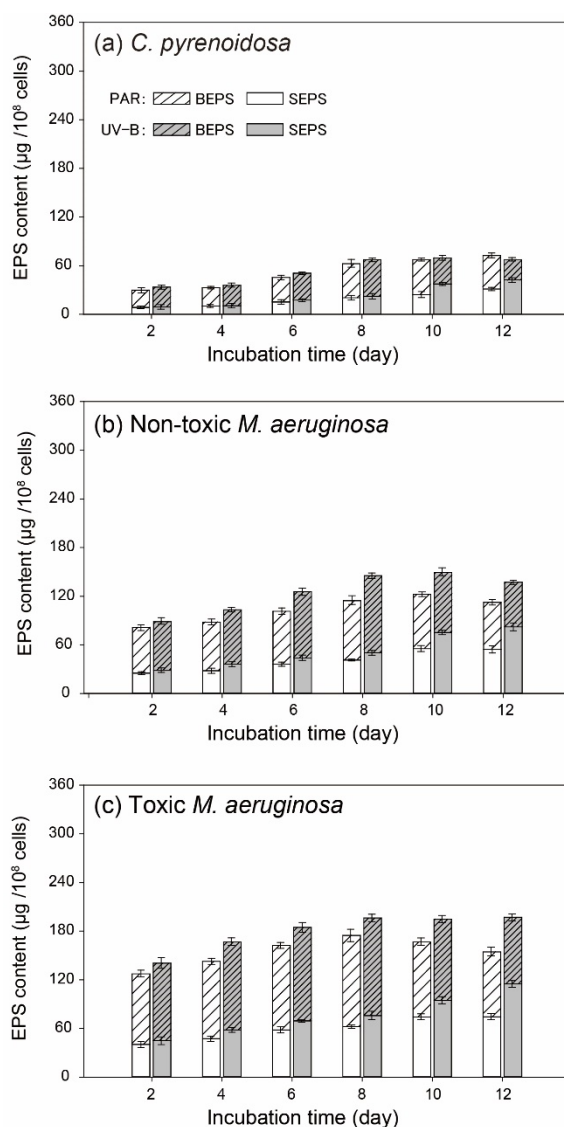 (a) C. pyrenoidosa
PAR: BEPS SEPS
UV-B: BEPS SEPS
EPS content (µg /10⁸ cells)
360
300
240
180
120
60
0
2 4 6 8 10 12
Incubation time (day)
(b) Non-toxic M. aeruginosa
EPS content (µg /10⁸ cells)
360
300
240
180
120
60
0
2 4 6 8 10 12
Incubation time (day)
(c) Toxic M. aeruginosa
EPS content (µg /10⁸ cells)
360
300
240
180
120
60
0
2 4 6 8 10 12
Incubation time (day)